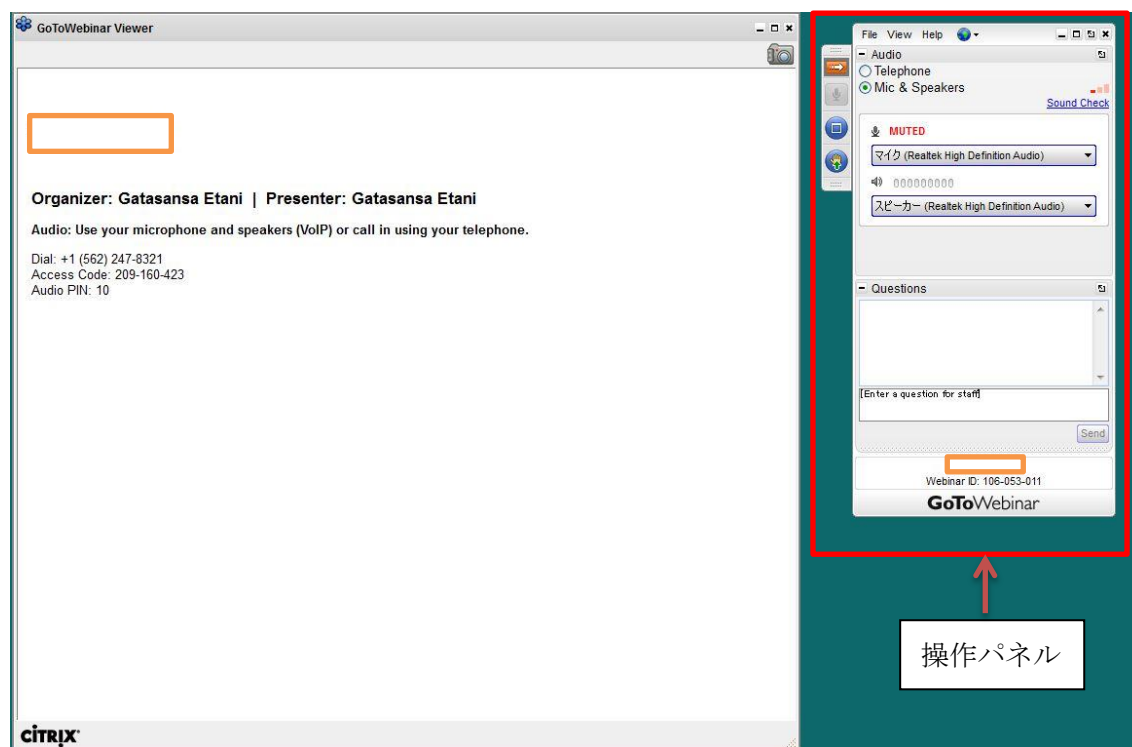 GoToWebinar Viewer
Organizer: Gatasansa Etani | Presenter: Gatasansa Etani
Audio: Use your microphone and speakers (VoIP) or call in using your telephone.
Dial: +1 (562) 247-8321
Access Code: 209-160-423
Audio PIN: 10
CITRIX
File View Help
Audio
Telephone
Mic & Speakers
Sound Check
MUTED
マイク (Realtek High Definition Audio)
000000000
スピーカー (Realtek High Definition Audio)
Questions
[Enter a question for staff]
Send
Webinar ID: 106-053-011
GoToWebinar
操作パネル